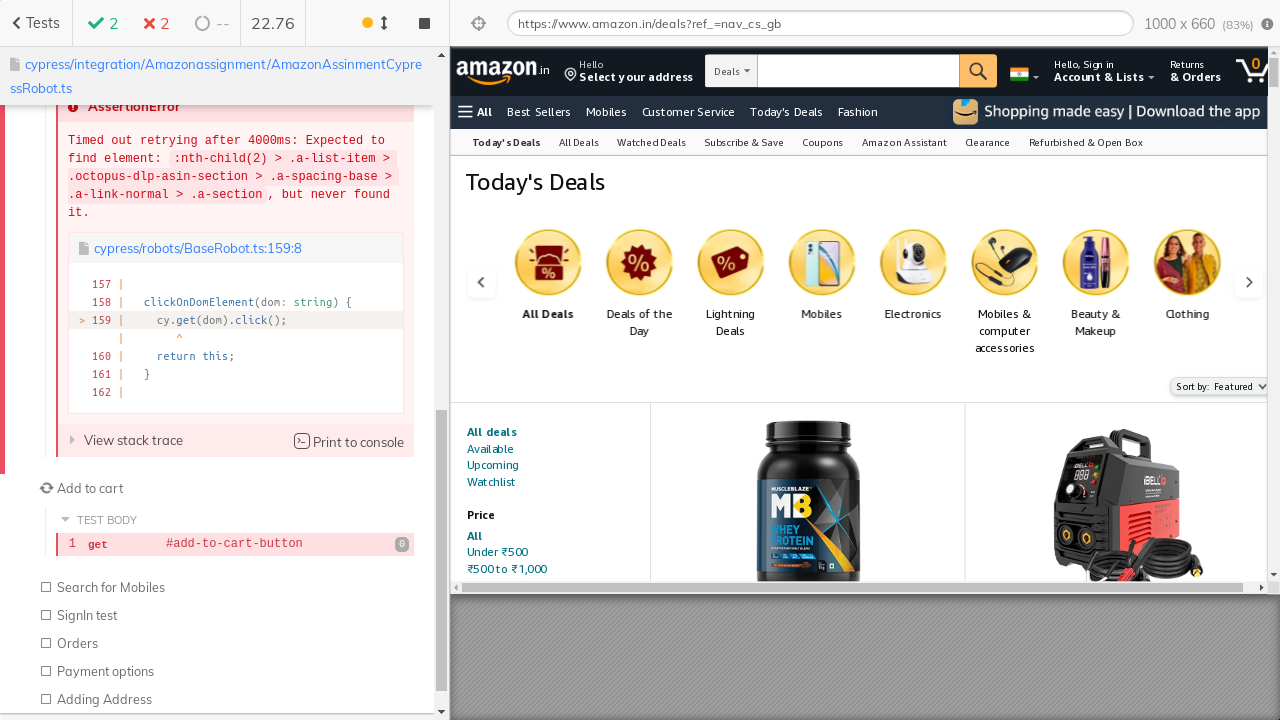 Tests
2
2
--
22.76
https://www.amazon.in/deals?ref_=nav_cs_gb
1000 x 660 (83%)
cypress/integration/Amazonassignment/AmazonAssinmentCypre
ssRobot.ts
AssertionError
Timed out retrying after 4000ms: Expected to
find element: :nth-child(2) > .a-list-item >
.octopus-dlp-asin-section > .a-spacing-base >
.a-link-normal > .a-section, but never found
it.
cypress/robots/BaseRobot.ts:159:8
157 |
158 | clickOnDomElement(dom: string) {
> 159 | cy.get(dom).click();
| ^
160 | return this;
161 | }
162 |
View stack trace
Print to console
Add to cart
TEST BODY
1 get #add-to-cart-button 0
Search for Mobiles
SignIn test
Orders
Payment options
Adding Address
amazon.in
Hello
Select your address
Deals
Hello, Sign in
Account & Lists
Returns
& Orders
0
All Best Sellers Mobiles Customer Service Today's Deals Fashion
Shopping made easy | Download the app
Today's Deals All Deals Watched Deals Subscribe & Save Coupons Amazon Assistant Clearance Refurbished & Open Box
Today's Deals
All Deals
Deals of the
Day
Lightning
Deals
Mobiles
Electronics
Mobiles &
computer
accessories
Beauty &
Makeup
Clothing
Sort by: Featured
All deals
Available
Upcoming
Watchlist
Price
All
Under ₹500
₹500 to ₹1,000
MUSCLEBLAZE
MB
WHEY
PROTEIN
iBELL